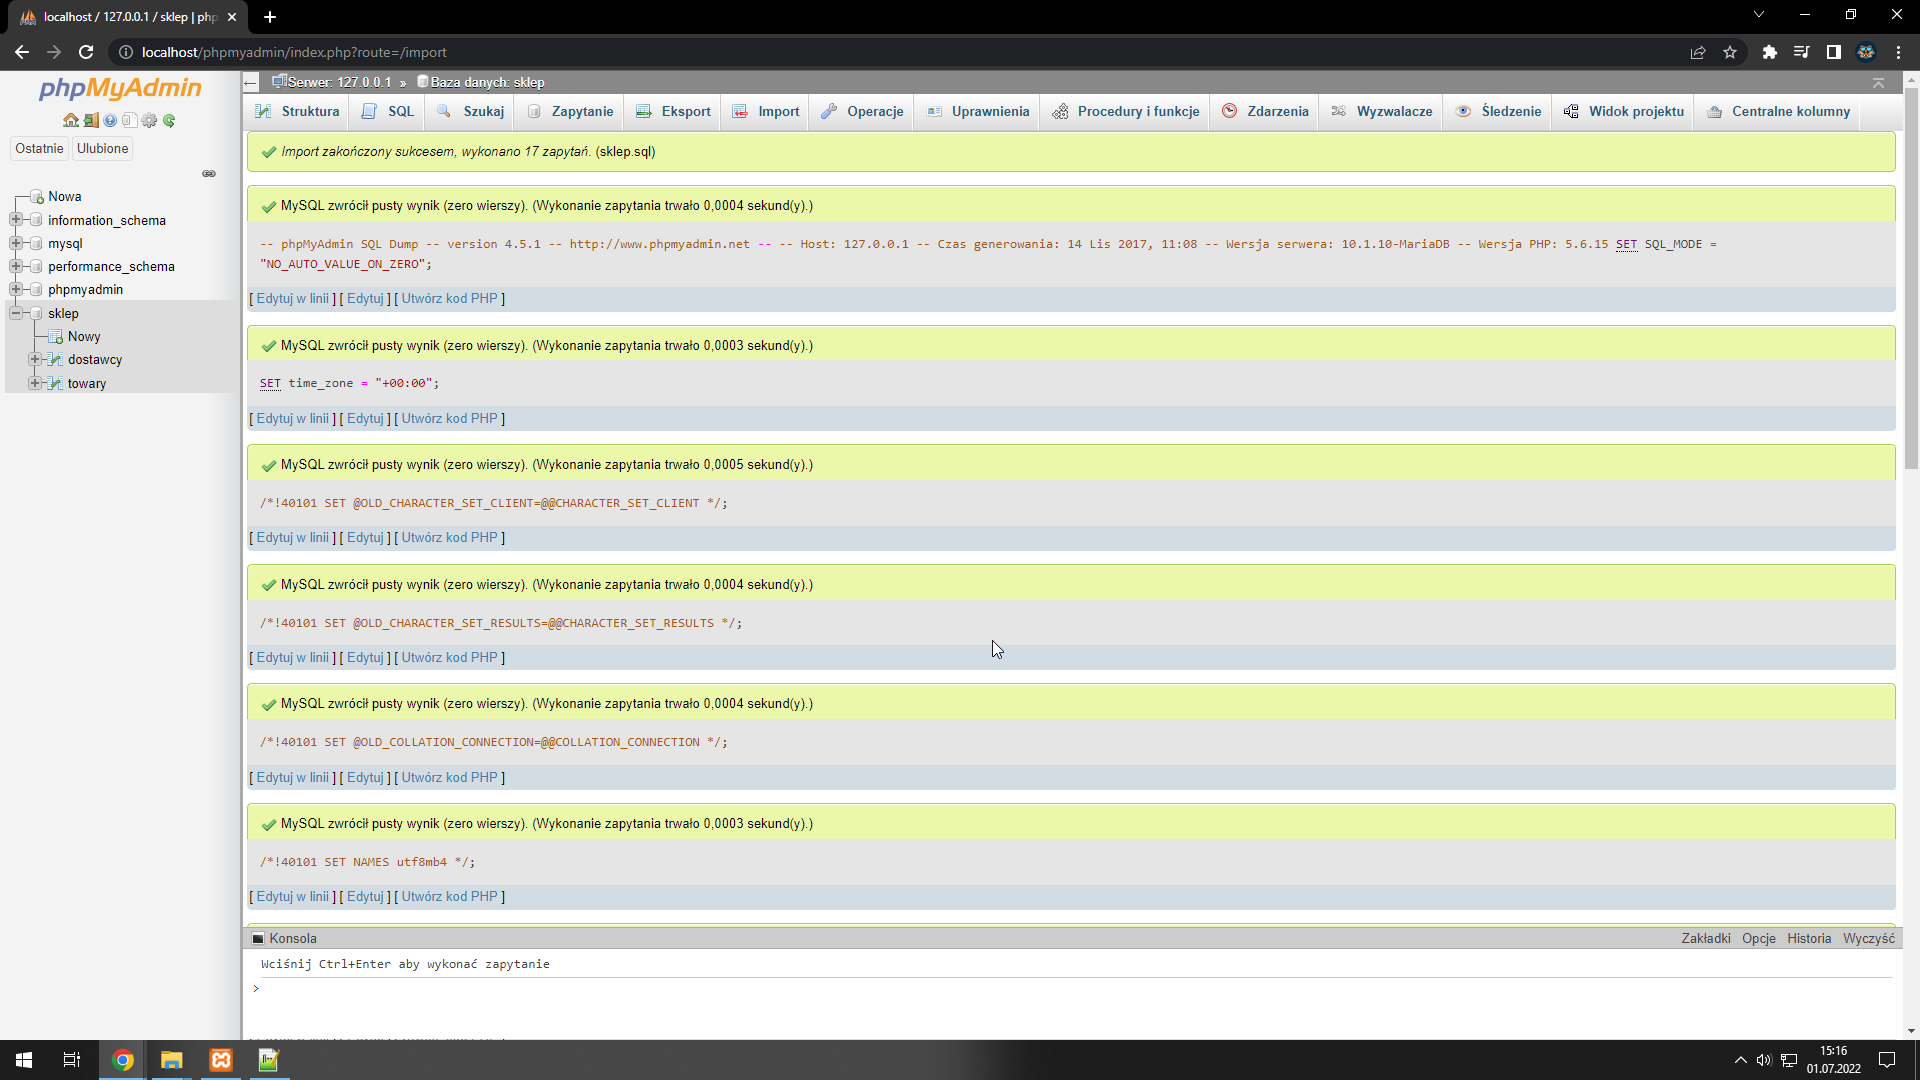 localhost / 127.0.0.1 / sklep | php
localhost/phpmyadmin/index.php?route=/import
phpMyAdmin
Ostatnie
Ulubione
Nowa
information_schema
mysql
performance_schema
phpmyadmin
sklep
Nowy
dostawcy
towary
Serwer: 127.0.0.1 » Baza danych: sklep
Struktura
SQL
Szukaj
Zapytanie
Eksport
Import
Operacje
Uprawnienia
Procedury i funkcje
Zdarzenia
Wyzwalacze
Śledzenie
Widok projektu
Centralne kolumny
Import zakończony sukcesem, wykonano 17 zapytań. (sklep.sql)
MySQL zwrócił pusty wynik (zero wierszy). (Wykonanie zapytania trwało 0,0004 sekund(y).)
-- phpMyAdmin SQL Dump -- version 4.5.1 -- http://www.phpmyadmin.net -- -- Host: 127.0.0.1 -- Czas generowania: 14 Lis 2017, 11:08 -- Wersja serwera: 10.1.10-MariaDB -- Wersja PHP: 5.6.15 SET SQL_MODE =
"NO_AUTO_VALUE_ON_ZERO";
[ Edytuj w linii ] [ Edytuj ] [ Utwórz kod PHP ]
MySQL zwrócił pusty wynik (zero wierszy). (Wykonanie zapytania trwało 0,0003 sekund(y).)
SET time_zone = "+00:00";
[ Edytuj w linii ] [ Edytuj ] [ Utwórz kod PHP ]
MySQL zwrócił pusty wynik (zero wierszy). (Wykonanie zapytania trwało 0,0005 sekund(y).)
/*!40101 SET @OLD_CHARACTER_SET_CLIENT=@@CHARACTER_SET_CLIENT */;
[ Edytuj w linii ] [ Edytuj ] [ Utwórz kod PHP ]
MySQL zwrócił pusty wynik (zero wierszy). (Wykonanie zapytania trwało 0,0004 sekund(y).)
/*!40101 SET @OLD_CHARACTER_SET_RESULTS=@@CHARACTER_SET_RESULTS */;
[ Edytuj w linii ] [ Edytuj ] [ Utwórz kod PHP ]
MySQL zwrócił pusty wynik (zero wierszy). (Wykonanie zapytania trwało 0,0004 sekund(y).)
/*!40101 SET @OLD_COLLATION_CONNECTION=@@COLLATION_CONNECTION */;
[ Edytuj w linii ] [ Edytuj ] [ Utwórz kod PHP ]
MySQL zwrócił pusty wynik (zero wierszy). (Wykonanie zapytania trwało 0,0003 sekund(y).)
/*!40101 SET NAMES utf8mb4 */;
[ Edytuj w linii ] [ Edytuj ] [ Utwórz kod PHP ]
Konsola
Zakładki
Opcje
Historia
Wyczyść
Wciśnij Ctrl+Enter aby wykonać zapytanie
>
15:16
01.07.2022